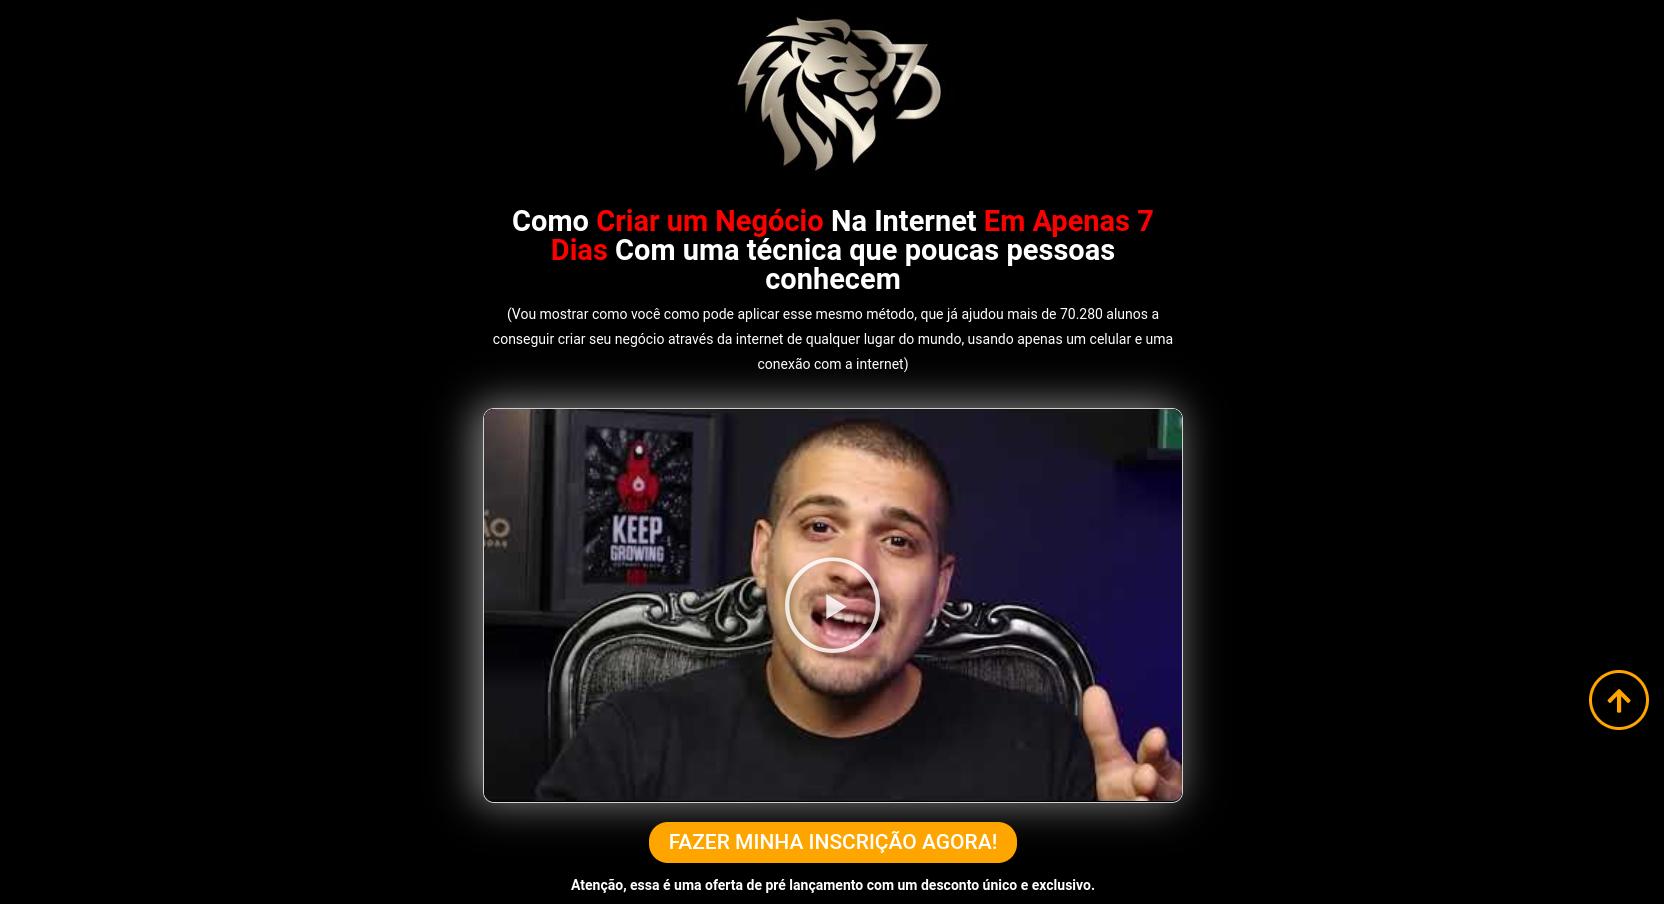 Como Criar um Negócio Na Internet Em Apenas 7
Dias Com uma técnica que poucas pessoas
conhecem
(Vou mostrar como você como pode aplicar esse mesmo método, que já ajudou mais de 70.280 alunos a
conseguir criar seu negócio através da internet de qualquer lugar do mundo, usando apenas um celular e uma
conexão com a internet)
KEEP
GROWING
FAZER MINHA INSCRIÇÃO AGORA!
Atenção, essa é uma oferta de pré lançamento com um desconto único e exclusivo.